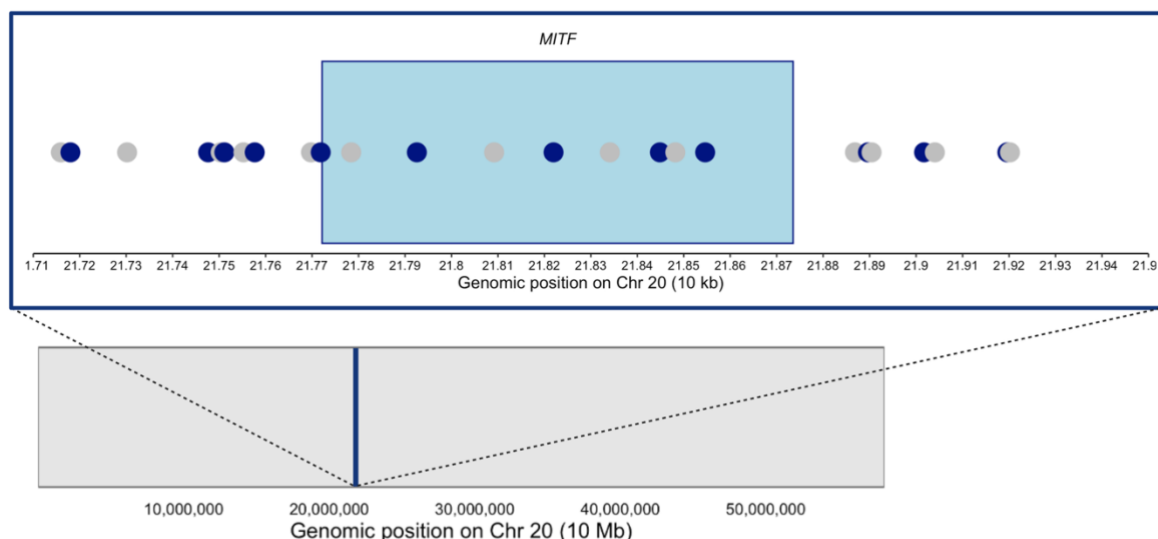 MITF
1.71 21.72 21.73 21.74 21.75 21.76 21.77 21.78 21.79 21.8 21.81 21.82 21.83 21.84 21.85 21.86 21.87 21.88 21.89 21.9 21.91 21.92 21.93 21.94 21.9
Genomic position on Chr 20 (10 kb)
10,000,000 20,000,000 30,000,000 40,000,000 50,000,000
Genomic position on Chr 20 (10 Mb)